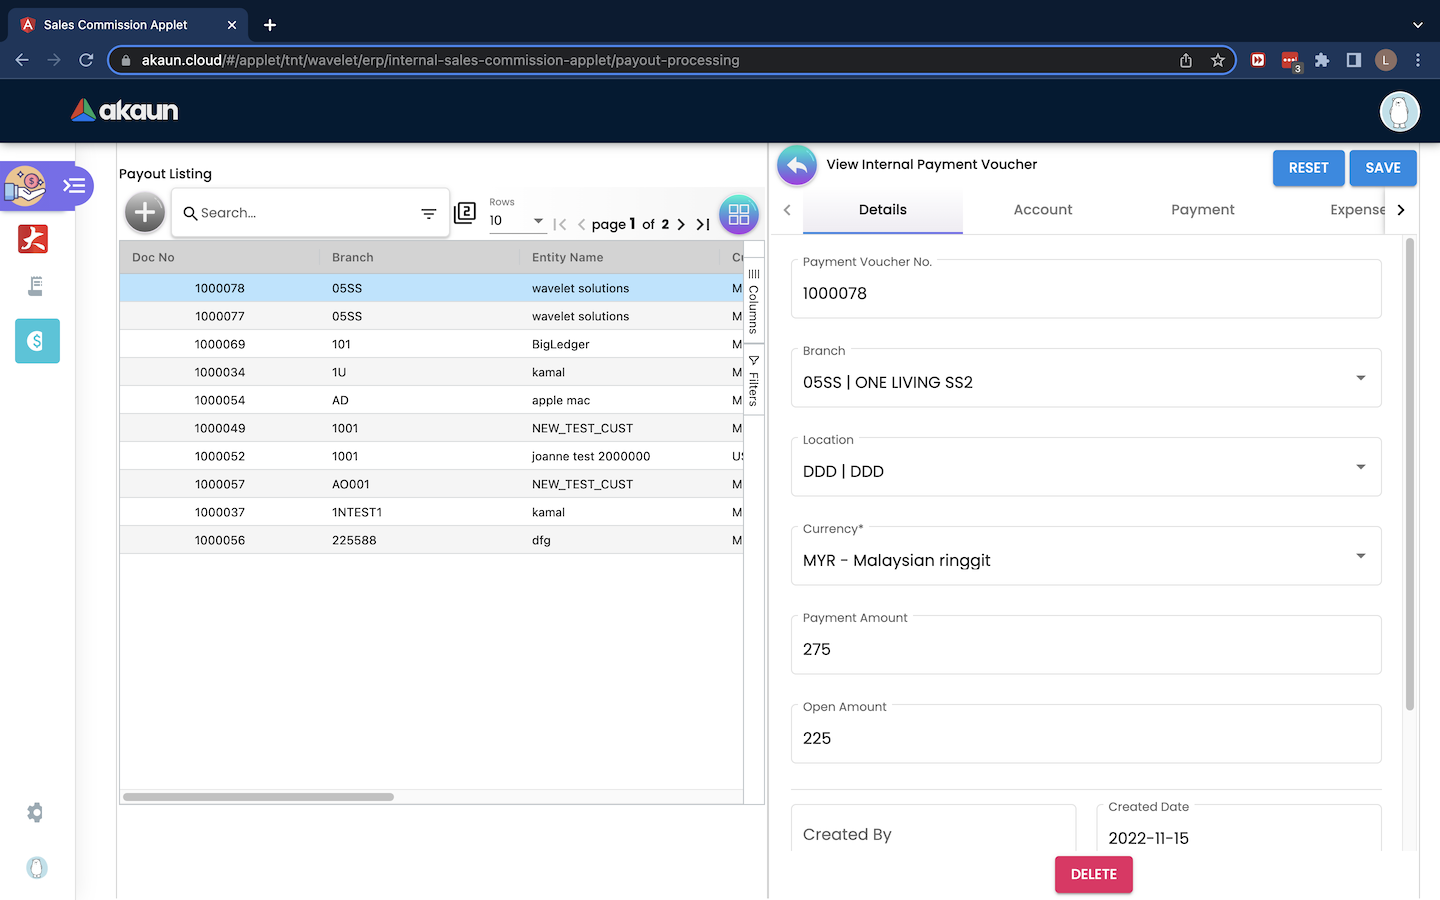 Sales Commission Applet
akaun.cloud/#/applet/tnt/wavelet/erp/internal-sales-commission-applet/payout-processing
3
L
akaun
Payout Listing
Search...
2
Rows
10
page 1 of 2
Doc No Branch Entity Name Cu
1000078 05SS wavelet solutions M
1000077 05SS wavelet solutions M
1000069 101 BigLedger M
1000034 1U kamal M
1000054 AD apple mac M
1000049 1001 NEW_TEST_CUST M
1000052 1001 joanne test 2000000 US
1000057 AO001 NEW_TEST_CUST M
1000037 1NTEST1 kamal M
1000056 225588 dfg M
Columns
Filters
View Internal Payment Voucher
RESET SAVE
Details Account Payment Expense
Payment Voucher No.
1000078
Branch
05SS | ONE LIVING SS2
Location
DDD | DDD
Currency*
MYR - Malaysian ringgit
Payment Amount
275
Open Amount
225
Created By
Created Date
2022-11-15
DELETE